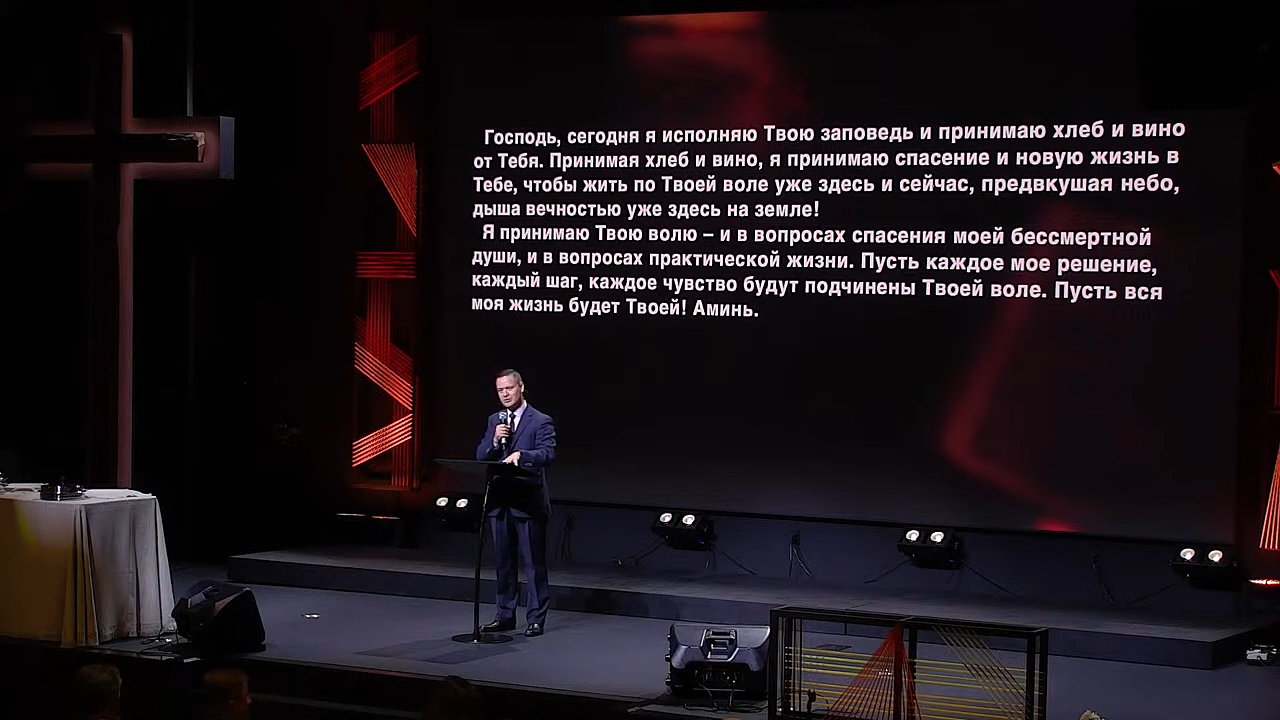 Господь, сегодня я исполняю Твою заповедь и принимаю хлеб и вино
от Тебя. Принимая хлеб и вино, я принимаю спасение и новую жизнь в
Тебе, чтобы жить по Твоей воле уже здесь и сейчас, предвкушая небо,
дыша вечностью уже здесь на земле!
Я принимаю Твою волю – и в вопросах спасения моей бессмертной
души, и в вопросах практической жизни. Пусть каждое мое решение,
каждый шаг, каждое чувство будут подчинены Твоей воле. Пусть вся
моя жизнь будет Твоей! Аминь.